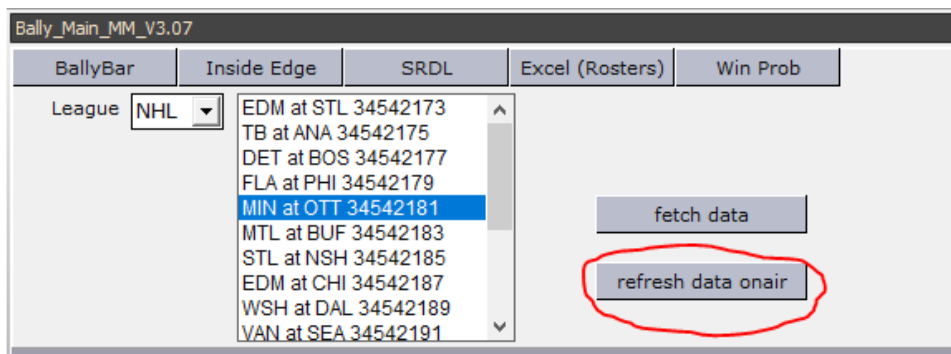 Bally_Main_MM_V3.07
BallyBar Inside Edge SRDL Excel (Rosters) Win Prob
League NHL
EDM at STL 34542173
TB at ANA 34542175
DET at BOS 34542177
FLA at PHI 34542179
MIN at OTT 34542181
MTL at BUF 34542183
STL at NSH 34542185
EDM at CHI 34542187
WSH at DAL 34542189
VAN at SEA 34542191
fetch data
refresh data onair